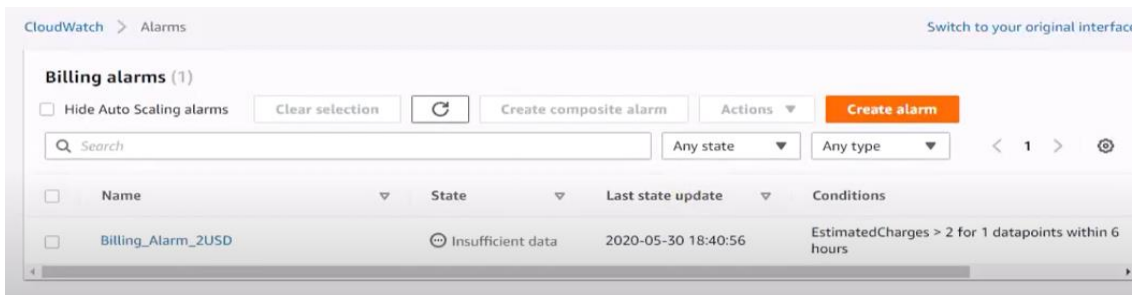 CloudWatch > Alarms
Switch to your original interface
Billing alarms (1)
Hide Auto Scaling alarms
Clear selection
Create composite alarm
Actions
Create alarm
Search
Any state
Any type
< 1 >
Name
State
Last state update
Conditions
Billing_Alarm_2USD
Insufficient data
2020-05-30 18:40:56
EstimatedCharges > 2 for 1 datapoints within 6
hours